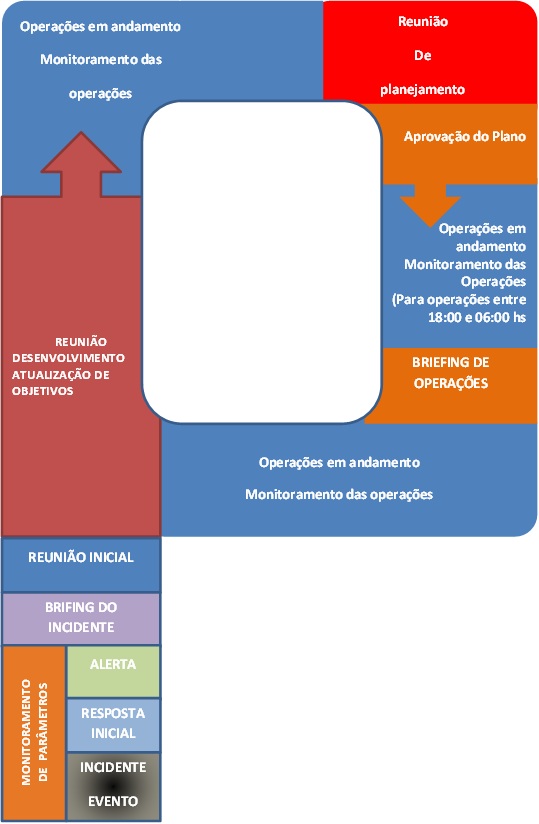 Operações em andamento
Monitoramento das
operações
Reunião
De
planejamento
Aprovação do Plano
Operações em
andamento
Monitoramento das
Operações
(Para operações entre
18:00 e 06:00 hs
REUNIÃO
DESENVOLVIMENTO
ATUALIZAÇÃO DE
OBJETIVOS
BRIEFING DE
OPERAÇÕES
Operações em andamento
Monitoramento das operações
REUNIÃO INICIAL
BRIFING DO
INCIDENTE
MONITORAMENTO
DE PARÂMETROS
ALERTA
RESPOSTA
INICIAL
INCIDENTE
EVENTO